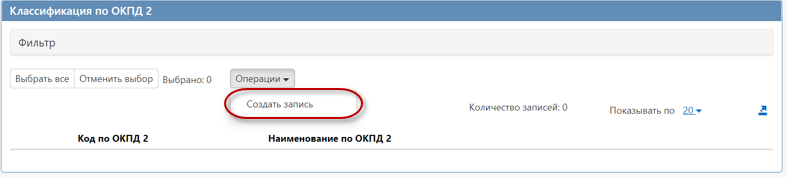 Классификация по ОКПД 2
Фильтр
Выбрать все Отменить выбор Выбрано: 0 Операции
Создать запись
Количество записей: 0 Показывать по 20
Код по ОКПД 2 Наименование по ОКПД 2